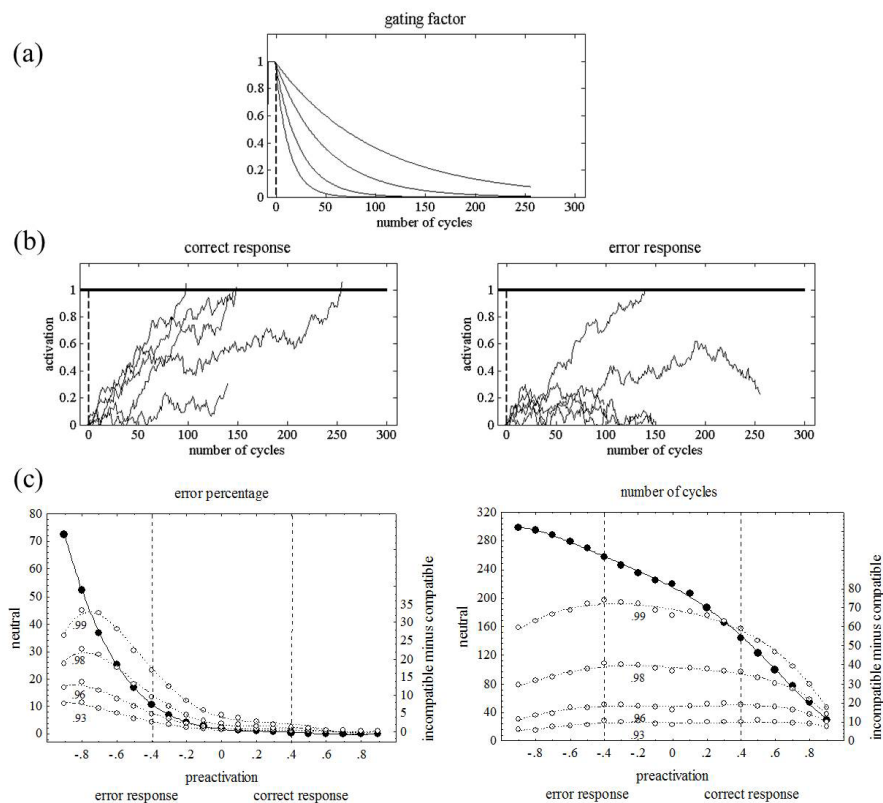 gating factor
(a)
1
0.8
0.6
0.4
0.2
0
0 50 100 150 200 250 300
number of cycles
(b)
correct response
activation
1
0.8
0.6
0.4
0.2
0
0 50 100 150 200 250 300
number of cycles
error response
activation
1
0.8
0.6
0.4
0.2
0
0 50 100 150 200 250 300
number of cycles
(c)
error percentage
neutral
80
70
60
50
40
30
20
10
0
.99
.98
.96
.93
35
30
25
20
15
10
5
0
incompatible minus compatible
-.8 -.6 -.4 -.2 0 .2 .4 .6 .8
preactivation
error response correct response
number of cycles
neutral
320
280
240
200
160
120
80
40
0
.99
.98
.96
.93
80
70
60
50
40
30
20
10
0
incompatible minus compatible
-.8 -.6 -.4 -.2 0 .2 .4 .6 .8
preactivation
error response correct response